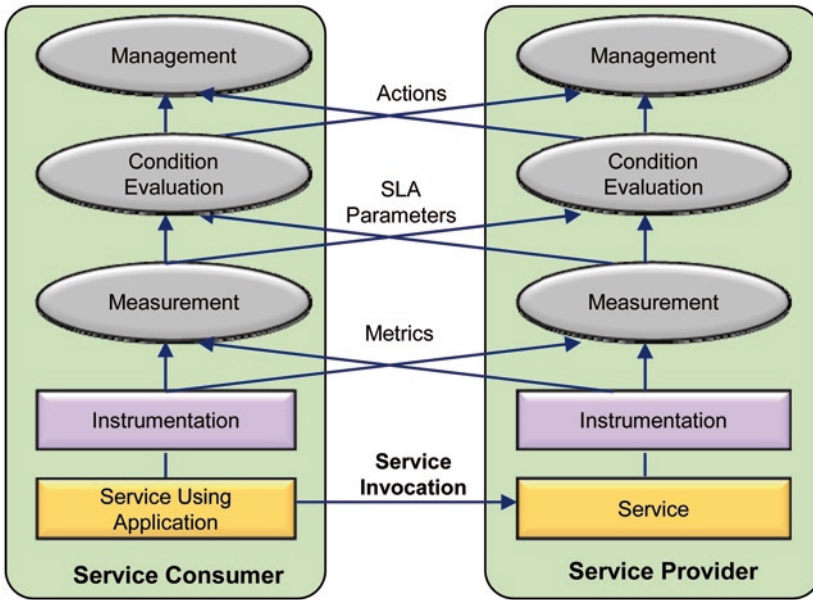 Management
Condition
Evaluation
Measurement
Instrumentation
Service Using
Application
Service Consumer
Actions
SLA
Parameters
Metrics
Service
Invocation
Management
Condition
Evaluation
Measurement
Instrumentation
Service
Service Provider